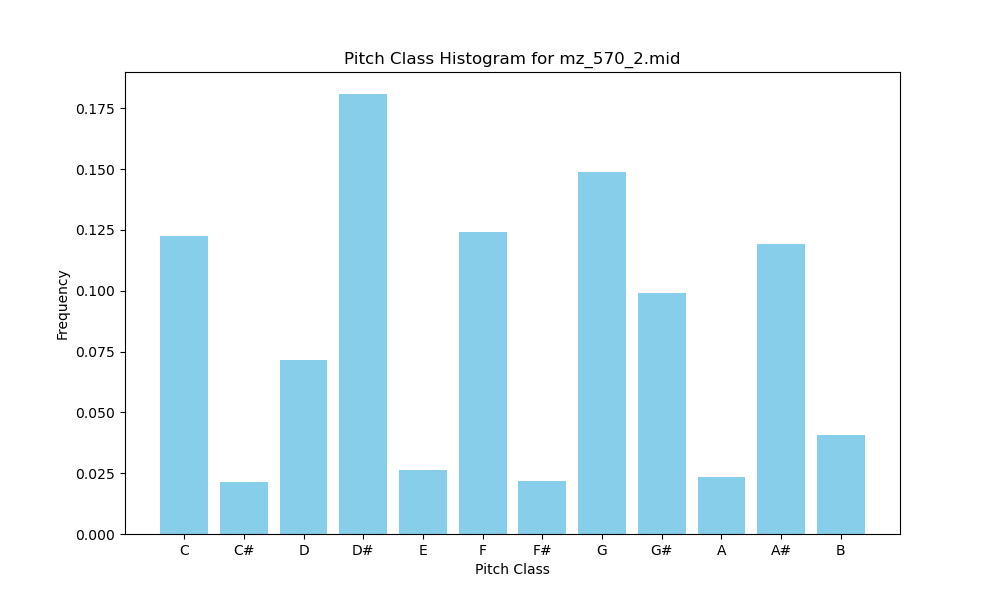 Pitch Class Histogram for mz_570_2.mid
Frequency
0.175
0.150
0.125
0.100
0.075
0.050
0.025
0.000
C C# D D# E F F# G G# A A# B
Pitch Class